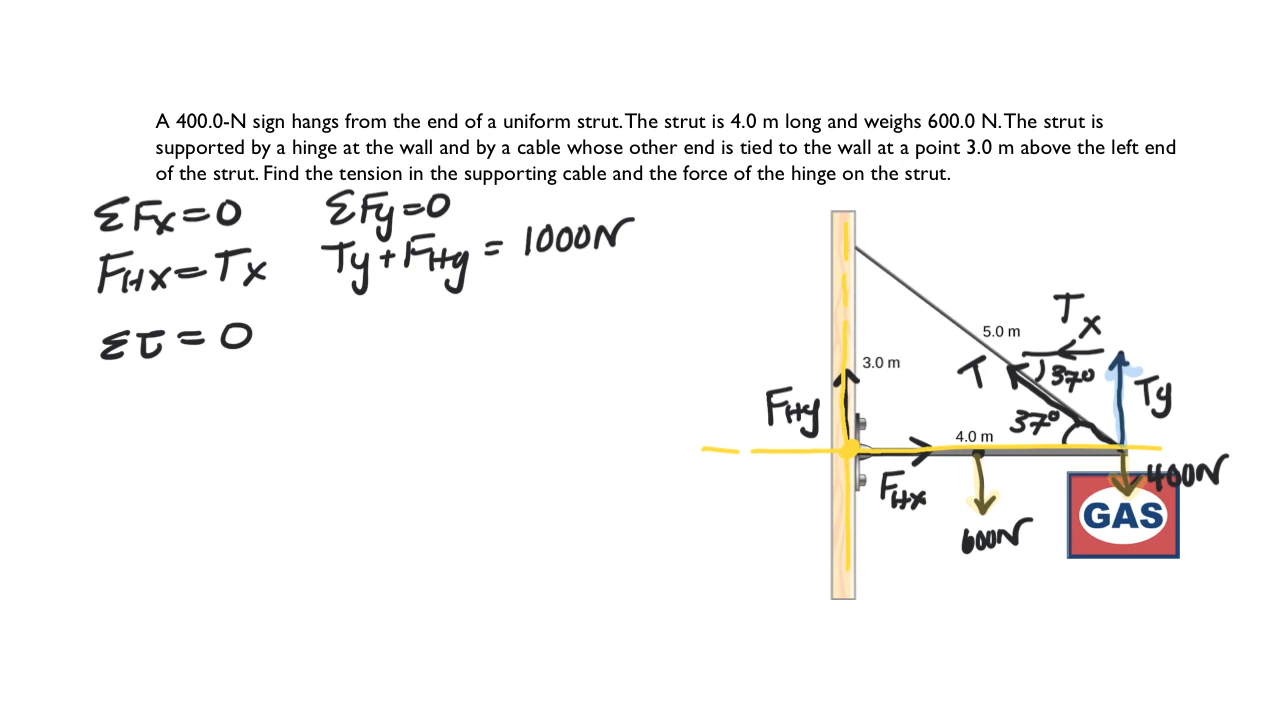 A 400.0-N sign hangs from the end of a uniform strut. The strut is 4.0 m long and weighs 600.0 N. The strut is
supported by a hinge at the wall and by a cable whose other end is tied to the wall at a point 3.0 m above the left end
of the strut. Find the tension in the supporting cable and the force of the hinge on the strut.
ΣFx=0
ΣFy=0
FHx=Tx
Ty+FHy = 1000N
Στ = 0
Tx
5.0 m
3.0 m
T
37°
Ty
FHy
37°
4.0 m
400N
FHx
GAS
600N